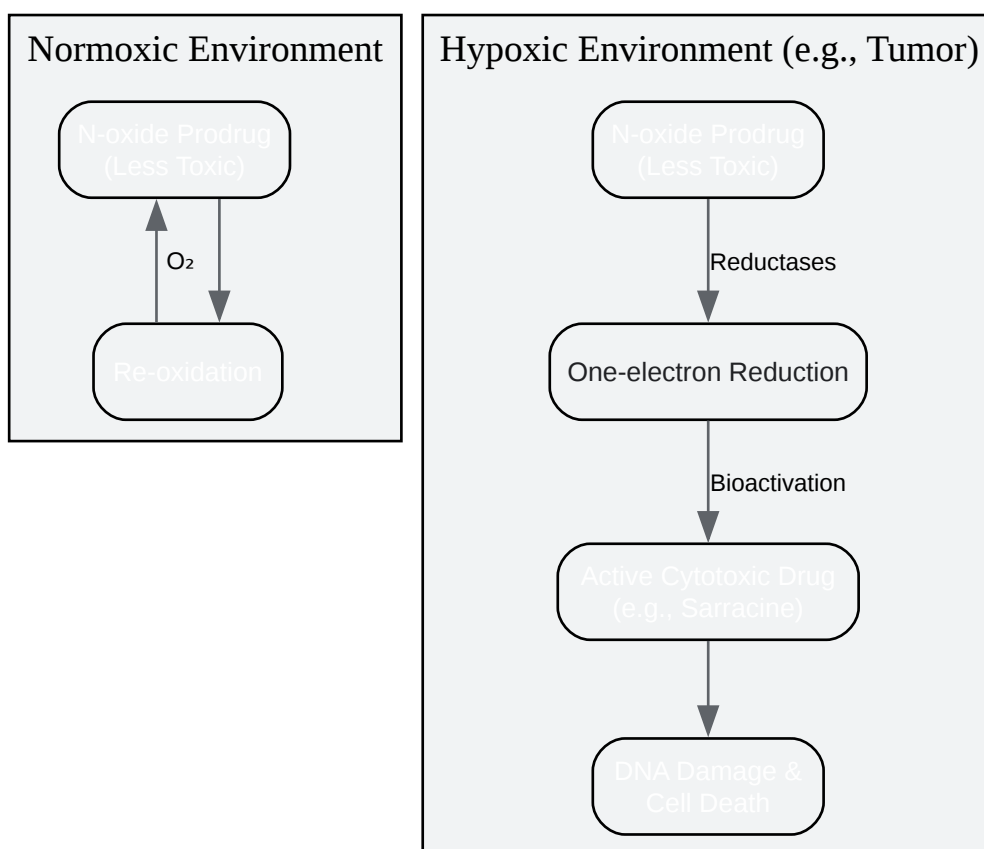 Normoxic Environment
N-oxide Prodrug
(Less Toxic)
O₂
Re-oxidation
Hypoxic Environment (e.g., Tumor)
N-oxide Prodrug
(Less Toxic)
Reductases
One-electron Reduction
Bioactivation
Active Cytotoxic Drug
(e.g., Sarracine)
DNA Damage &
Cell Death